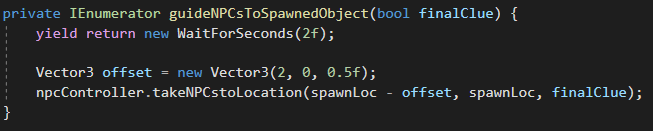 private IEnumerator guideNPCsToSpawnedObject(bool finalClue) {
yield return new WaitForSeconds(2f);
Vector3 offset = new Vector3(2, 0, 0.5f);
npcController.takeNPCstoLocation(spawnLoc - offset, spawnLoc, finalClue);
}